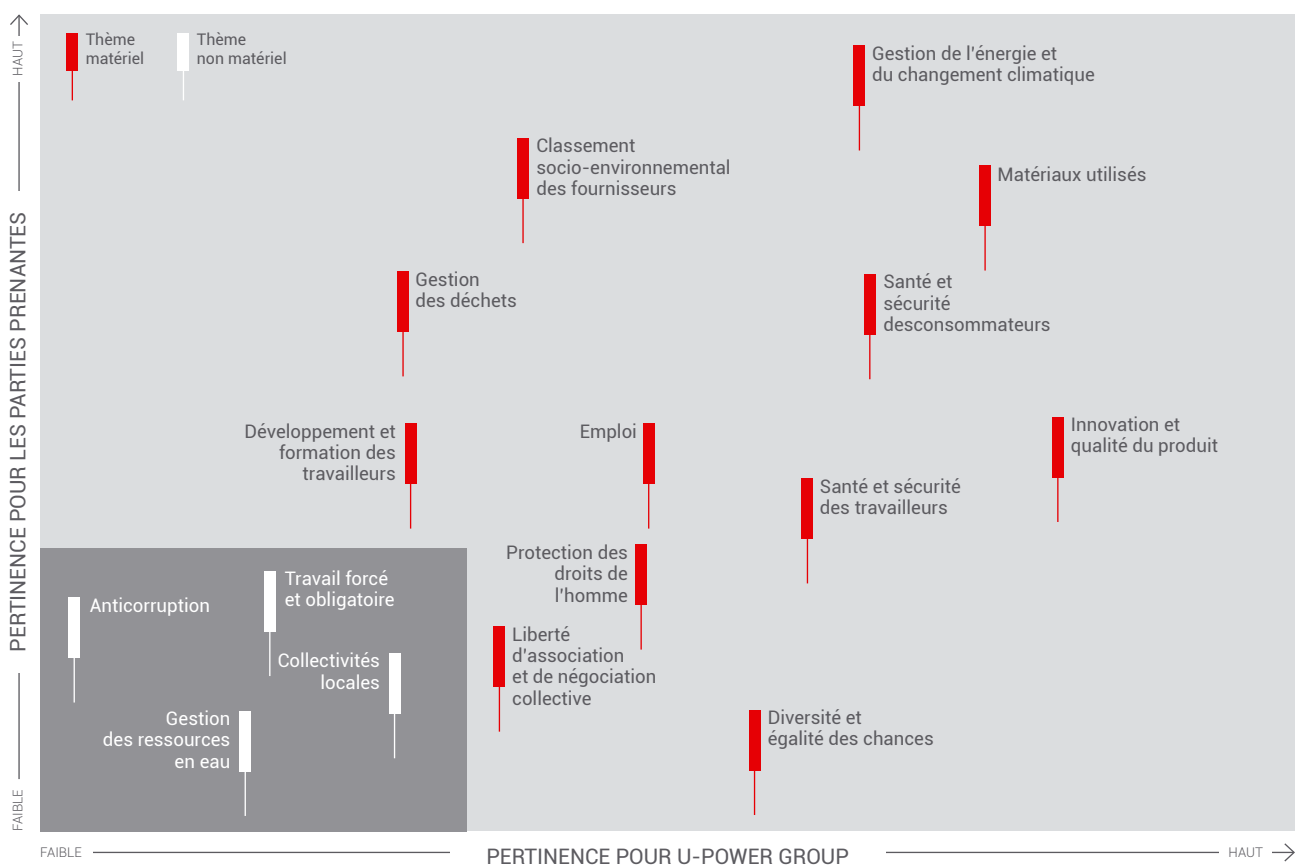 HAUT
PERTINENCE POUR LES PARTIES PRENANTES
FAIBLE
Thème
matériel
Thème
non matériel
Gestion de l'énergie et
du changement climatique
Classement
socio-environnemental
des fournisseurs
Matériaux utilisés
Gestion
des déchets
Santé et
sécurité
desconsommateurs
Développement et
formation des
travailleurs
Emploi
Innovation et
qualité du produit
Santé et sécurité
des travailleurs
Protection des
droits de
l'homme
Travail forcé
et obligatoire
Anticorruption
Liberté
d'association
et de négociation
collective
Collectivités
locales
Gestion
des ressources
en eau
Diversité et
égalité des chances
FAIBLE
PERTINENCE POUR U-POWER GROUP
HAUT